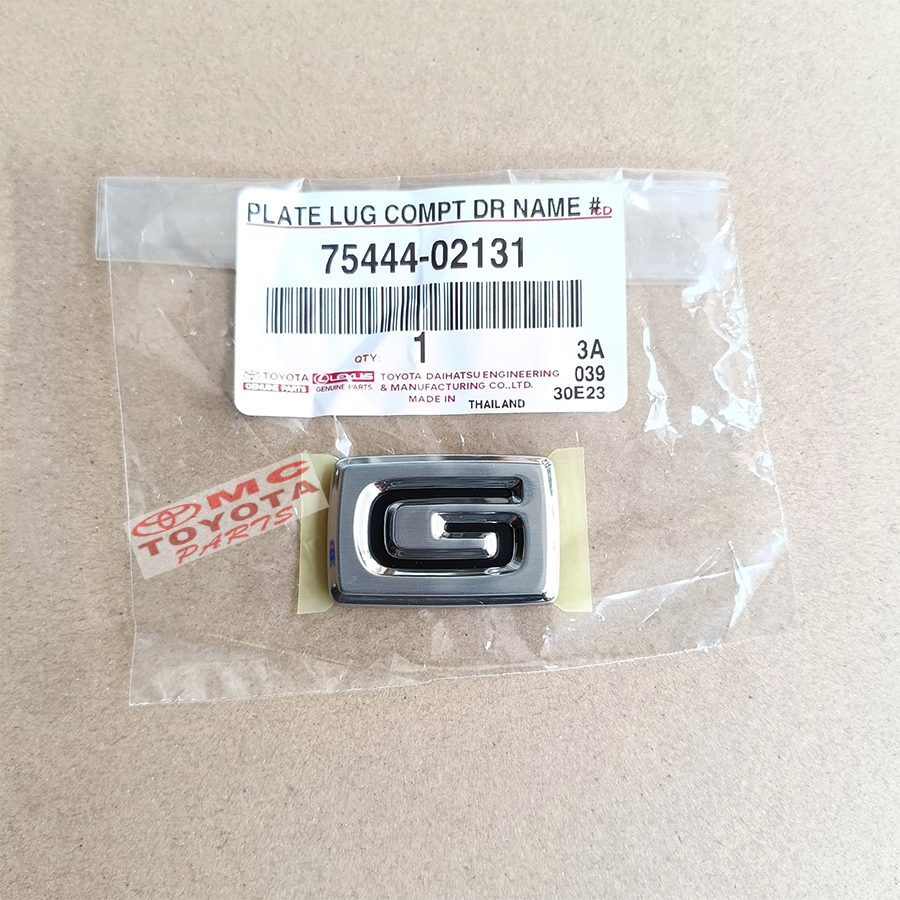 PLATE LUG COMPT DR NAME #
CD
75444-02131
QTY: 1
3A
TOYOTA LEXUS TOYOTA DAIHATSU ENGINEERING 039
GENUINE PARTS GENUINE PARTS & MANUFACTURING CO.,LTD. 30E23
MADE IN THAILAND
MC
TOYOTA
PARTS
G